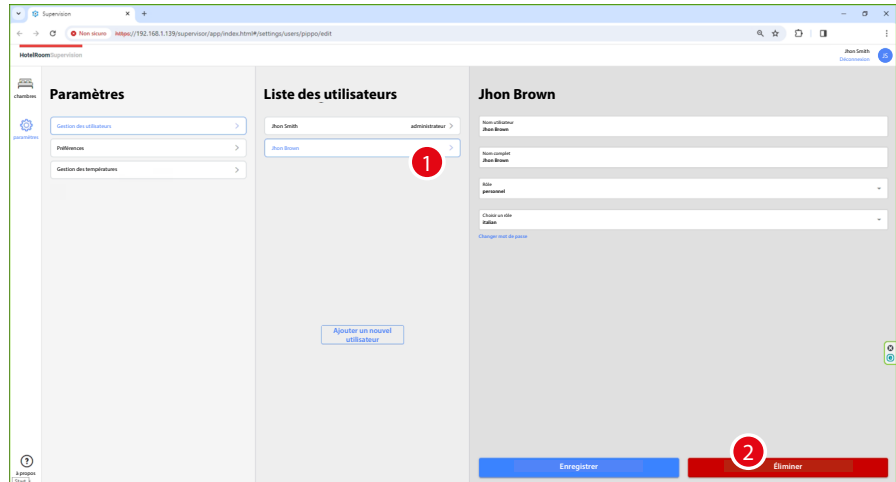 Supervision
Non sicuro https://192.168.1.139/supervisor/app/index.html#/settings/users/pippo/edit
HotelRoom Supervision
Jhon Smith
Déconnexion
JS
chambres
paramètres
Paramètres
Gestion des utilisateurs
Préférences
Gestion des températures
Liste des utilisateurs
Jhon Smith administrateur
Jhon Brown
1
Ajouter un nouvel
utilisateur
Jhon Brown
Nom utilisateur
Jhon Brown
Nom complet
Jhon Brown
Rôle
personnel
Choisir un rôle
italian
Changer mot de passe
2
Enregistrer
Éliminer
à propos